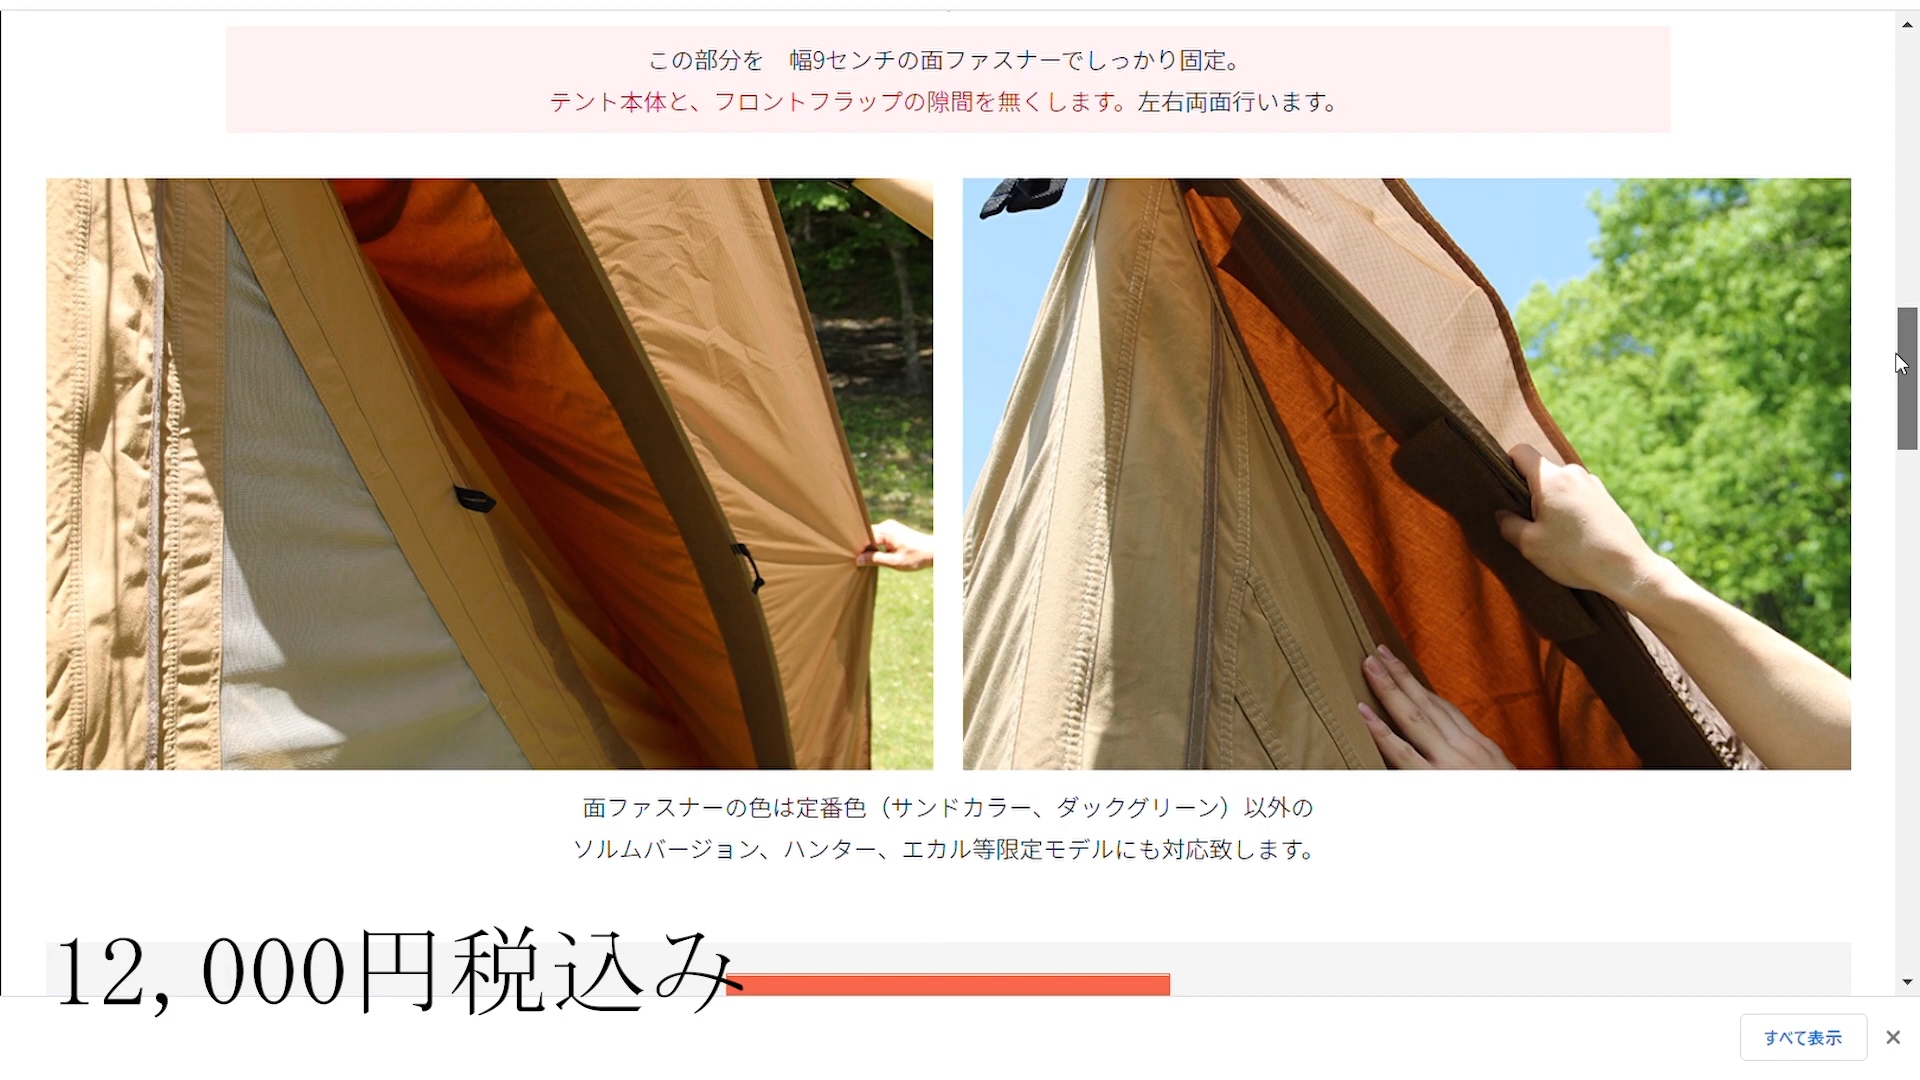 この部分を　幅9センチの面ファスナーでしっかり固定。
テント本体と、フロントフラップの隙間を無くします。左右両面行います。
面ファスナーの色は定番色（サンドカラー、ダックグリーン）以外の
ソルムバージョン、ハンター、エカル等限定モデルにも対応致します。
12,000円税込み
すべて表示